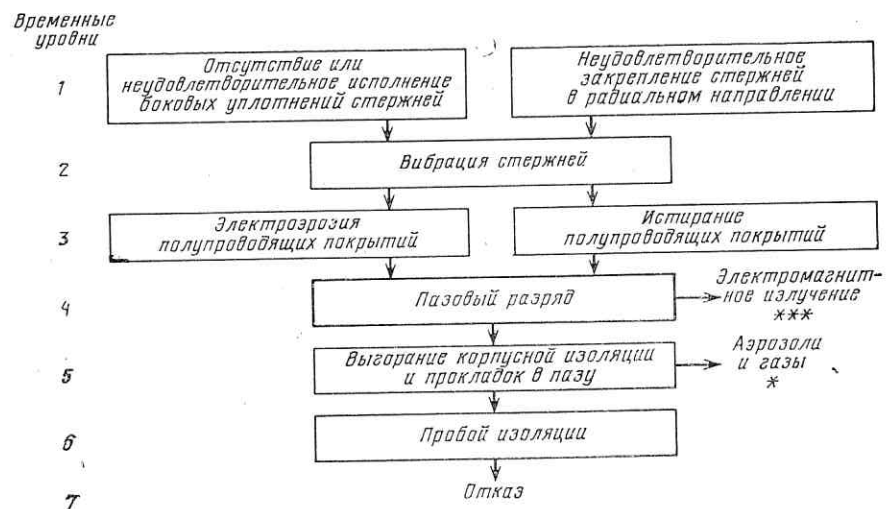 Временные
уровни
1
Отсутствие или
неудовлетворительное исполнение
боковых уплотнений стержней
Неудовлетворительное
закрепление стержней
в радиальном направлении
2
Вибрация стержней
3
Электроэрозия
полупроводящих покрытий
Истирание
полупроводящих покрытий
4
Пазовый разряд
Электромагнит-
ное излучение
***
5
Выгорание корпусной изоляции
и прокладок в пазу
Аэрозоли
и газы
*
6
Пробой изоляции
7
Отказ